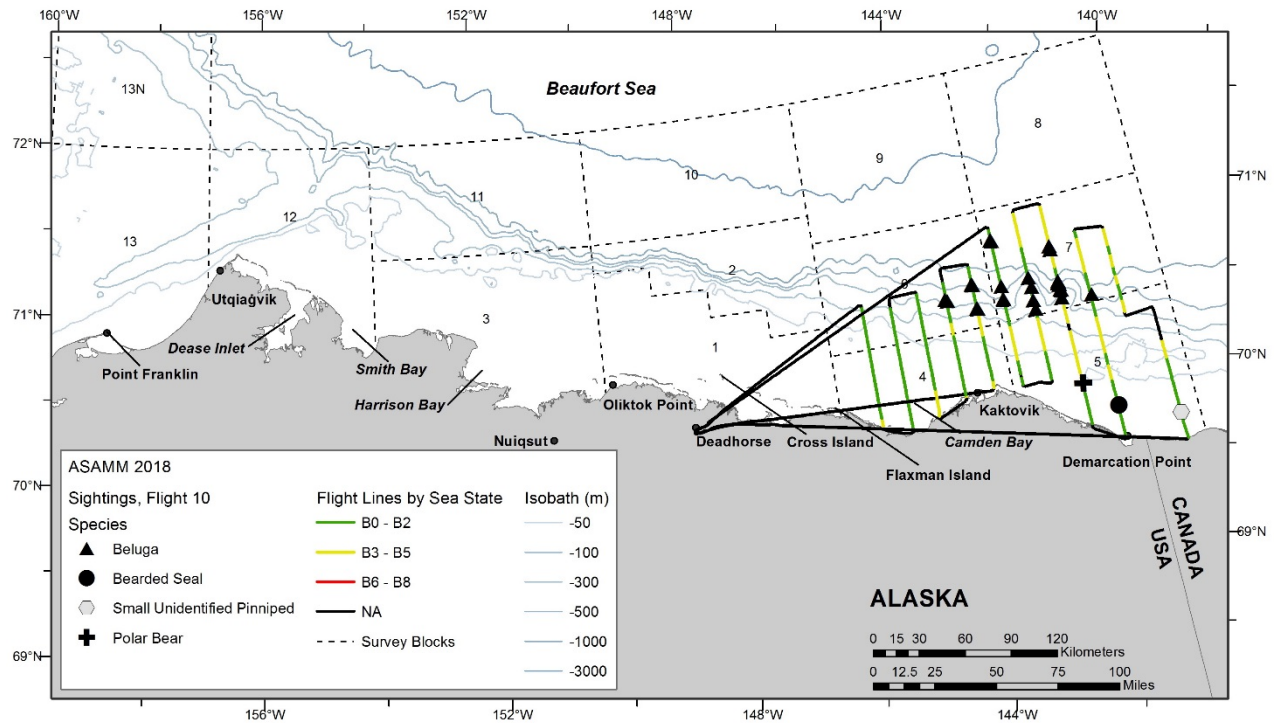 160°W 156°W 152°W 148°W 144°W 140°W
13N
Beaufort Sea
8
72°N
71°N
9
10
11
12
13
7
2
6
Utqiaġvik
71°N
3
Dease Inlet
Smith Bay
Point Franklin
Harrison Bay
1
4
5
70°N
Oliktok Point
Kaktovik
Nuiqsut
Deadhorse
Cross Island
Camden Bay
Flaxman Island
Demarcation Point
70°N
CANADA
USA
69°N
69°N
ASAMM 2018
Sightings, Flight 10
Species
Beluga
Bearded Seal
Small Unidentified Pinniped
Polar Bear
Flight Lines by Sea State
B0 - B2
B3 - B5
B6 - B8
NA
Survey Blocks
Isobath (m)
-50
-100
-300
-500
-1000
-3000
ALASKA
0 15 30 60 90 120
Kilometers
0 12.5 25 50 75 100
Miles
156°W 152°W 148°W 144°W